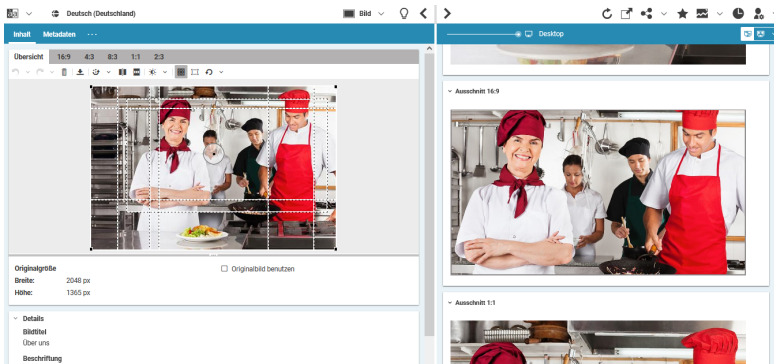 Deutsch (Deutschland)
Bild
Inhalt Metadaten ...
Desktop
Übersicht 16:9 4:3 8:3 1:1 2:3
Ausschnitt 16:9
Originalgröße
Originalbild benutzen
Breite: 2048 px
Höhe: 1365 px
Ausschnitt 1:1
Details
Bildtitel
Über uns
Beschriftung